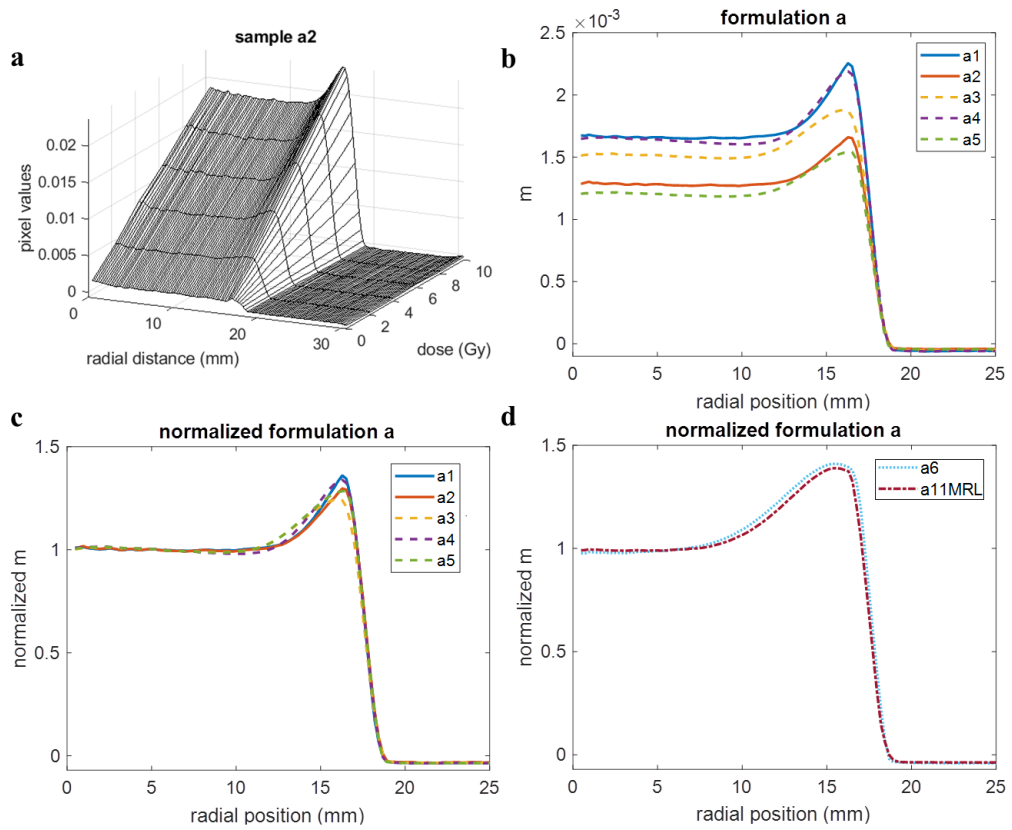 a
sample a2
pixel values
0.02
0.015
0.01
0.005
0
0
10
20
30
radial distance (mm)
0
2
4
6
8
10
dose (Gy)
b
formulation a
×10⁻³
2.5
2
1.5
1
0.5
0
m
0
5
10
15
20
25
radial position (mm)
a1
a2
a3
a4
a5
c
normalized formulation a
1.5
1
0.5
0
normalized m
0
5
10
15
20
25
radial position (mm)
a1
a2
a3
a4
a5
d
normalized formulation a
1.5
1
0.5
0
normalized m
0
5
10
15
20
25
radial position (mm)
a6
a11MRL